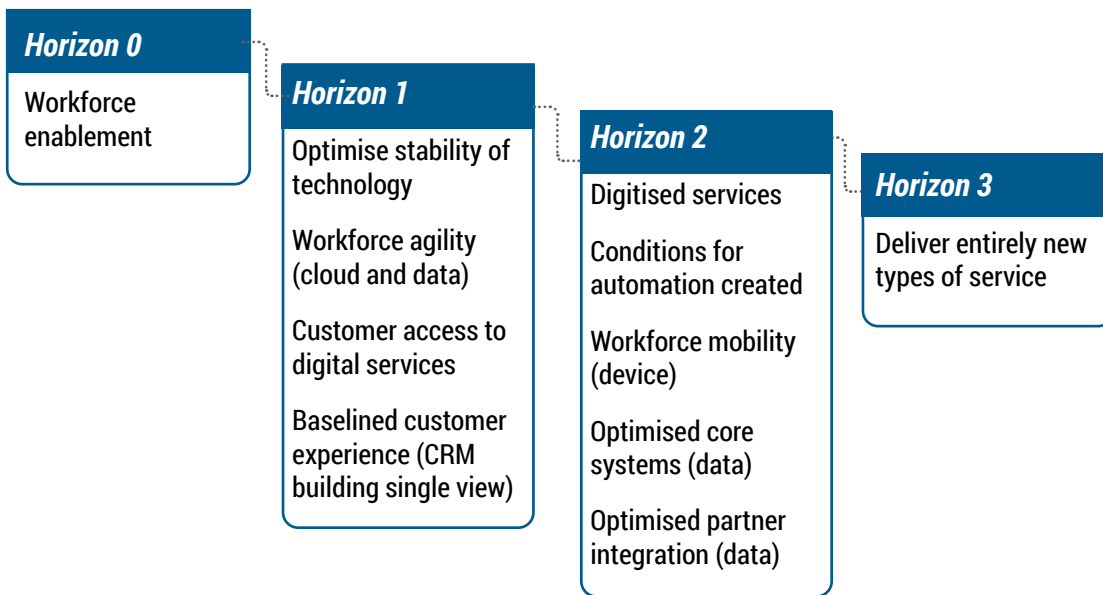 Horizon 0
Workforce
enablement
Horizon 1
Optimise stability of
technology
Workforce agility
(cloud and data)
Customer access to
digital services
Baselined customer
experience (CRM
building single view)
Horizon 2
Digitised services
Conditions for
automation created
Workforce mobility
(device)
Optimised core
systems (data)
Optimised partner
integration (data)
Horizon 3
Deliver entirely new
types of service